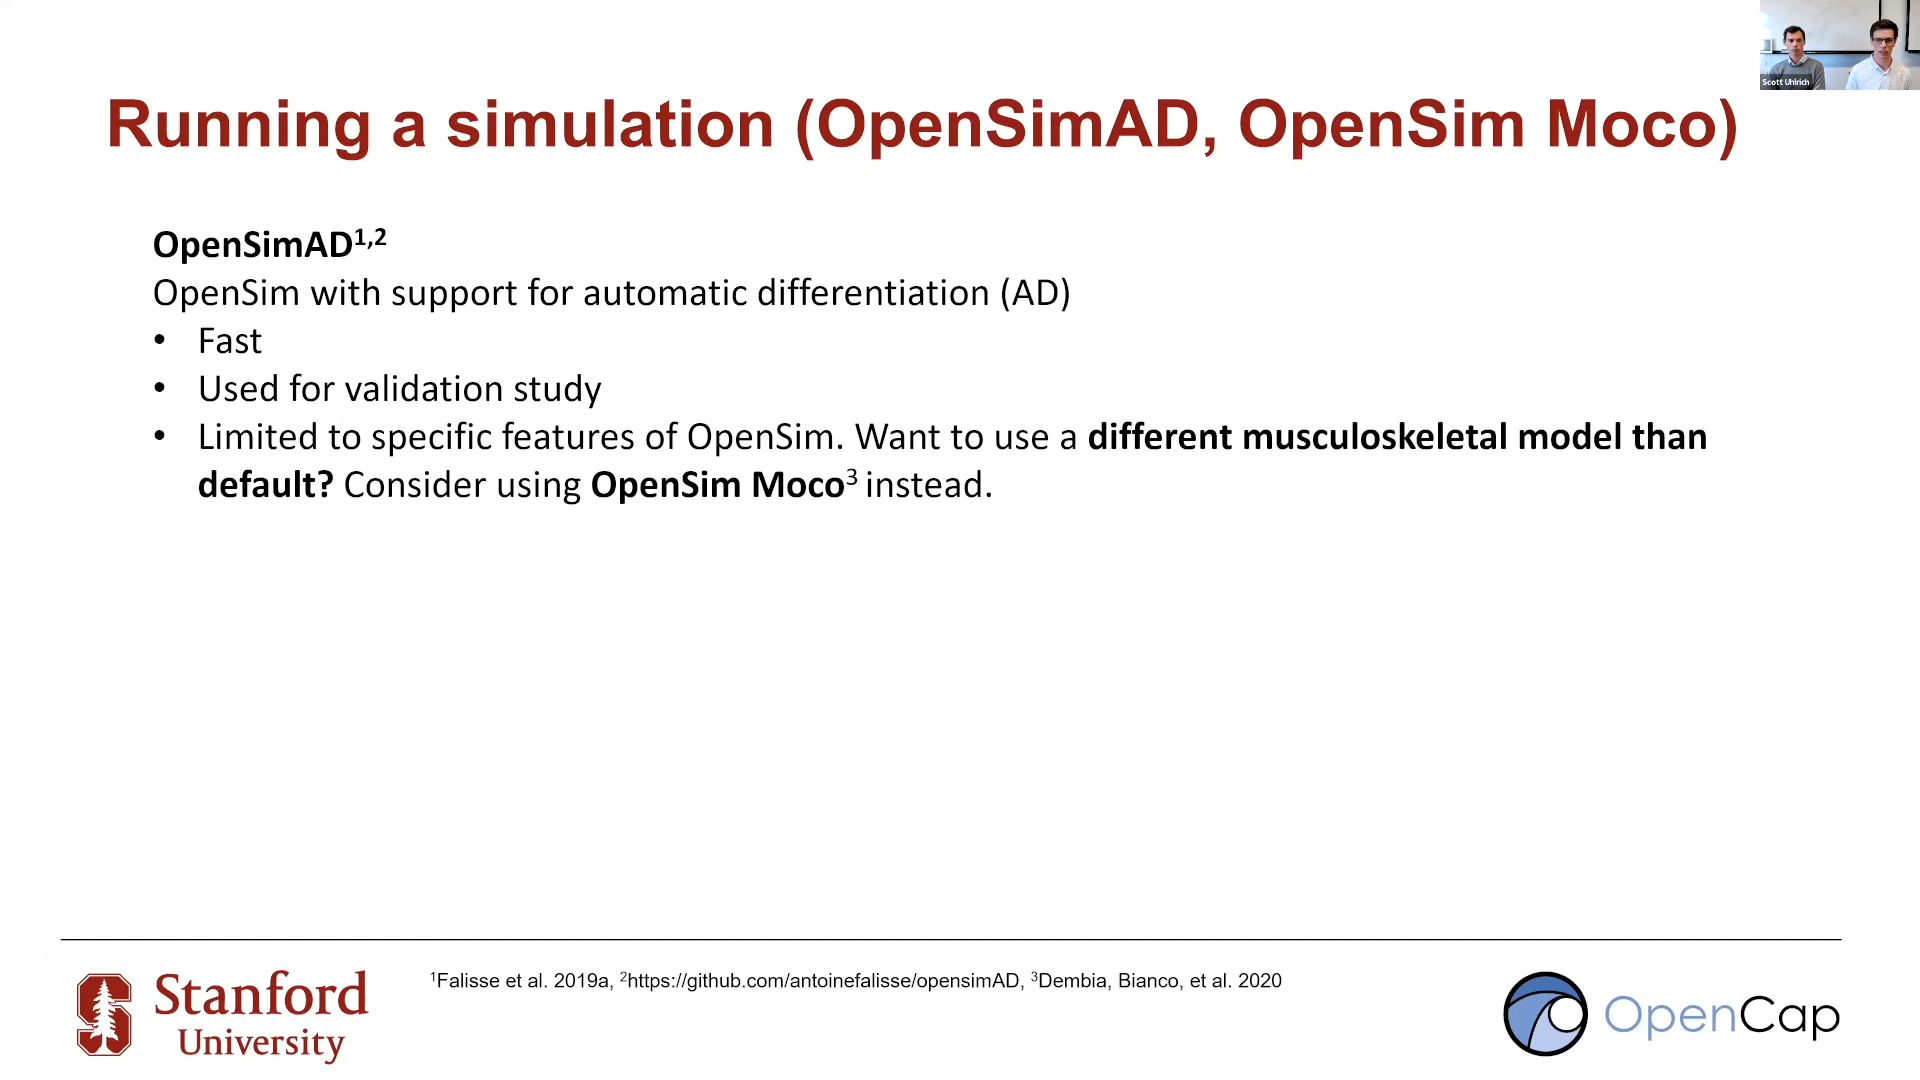 Scott Uhlrich
Running a simulation (OpenSimAD, OpenSim Moco)
OpenSimAD1,2
OpenSim with support for automatic differentiation (AD)
• Fast
• Used for validation study
• Limited to specific features of OpenSim. Want to use a different musculoskeletal model than
default? Consider using OpenSim Moco3 instead.
1Falisse et al. 2019a, 2https://github.com/antoinefalisse/opensimAD, 3Dembia, Bianco, et al. 2020
Stanford
University
OpenCap